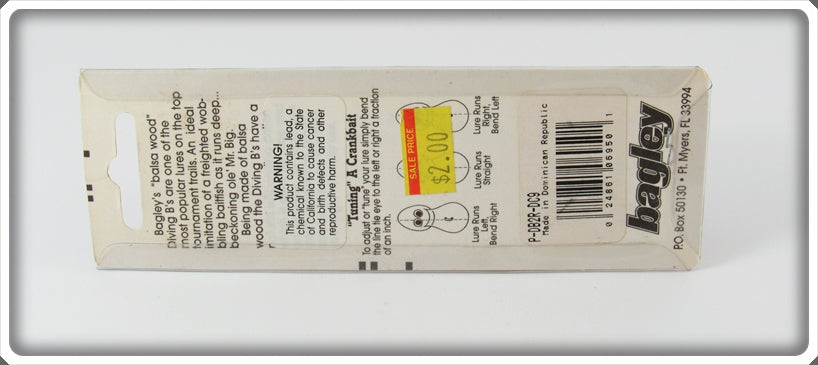 Bagley's "balsa wood"
Diving B's are one of the
most popular lures on the top
tournament trails. An ideal
imitation of a freighted wob-
bling baitfish as it runs deep...
beckoning ole' Mr. Big.
Being made of balsa
wood the Diving B's have a
WARNING!
This product contains lead, a
chemical known to the State
of California to cause cancer
and birth defects and other
reproductive harm.
"Tuning" A Crankbait
To adjust or "tune" your lure simply bend
the line tie eye to the left or right a fraction
of an inch.
Lure Runs
Left,
Bend Right
Lure Runs
Straight
Lure Runs
Right,
Bend Left
SALE PRICE
$2.00
P-DB2R-DC9
Made in Dominican Republic
0 24861 06950 1
bagley
P.O. Box 50130 • Ft. Myers, FL 33994